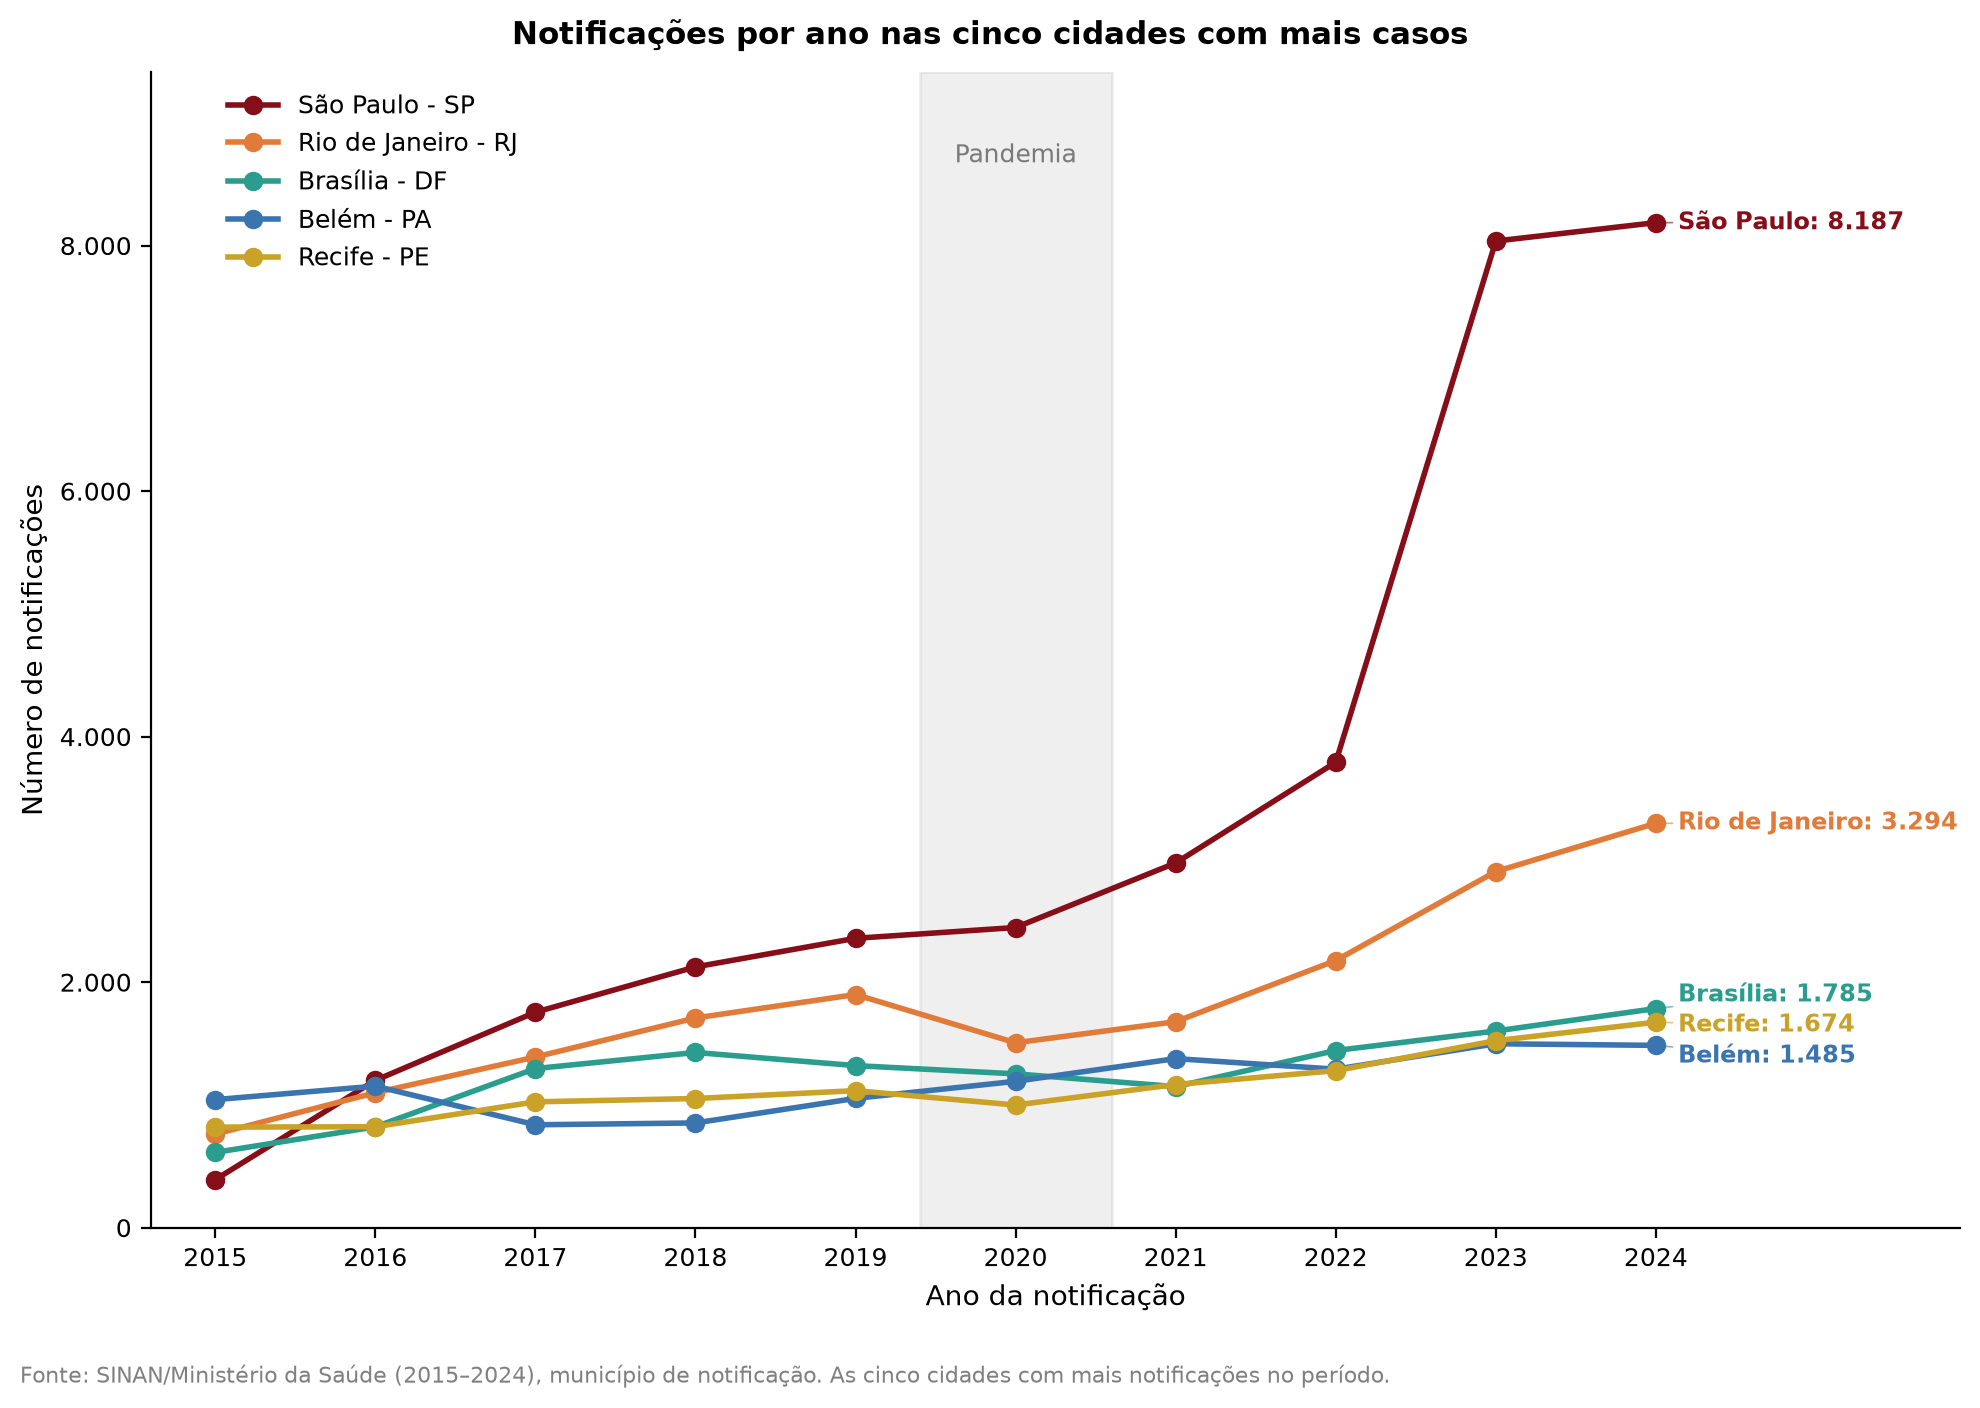 Notificações por ano nas cinco cidades com mais casos
São Paulo - SP
Rio de Janeiro - RJ
Brasília - DF
Belém - PA
Recife - PE
Pandemia
Número de notificações
8.000
6.000
4.000
2.000
0
São Paulo: 8.187
Rio de Janeiro: 3.294
Brasília: 1.785
Recife: 1.674
Belém: 1.485
2015 2016 2017 2018 2019 2020 2021 2022 2023 2024
Ano da notificação
Fonte: SINAN/Ministério da Saúde (2015–2024), município de notificação. As cinco cidades com mais notificações no período.